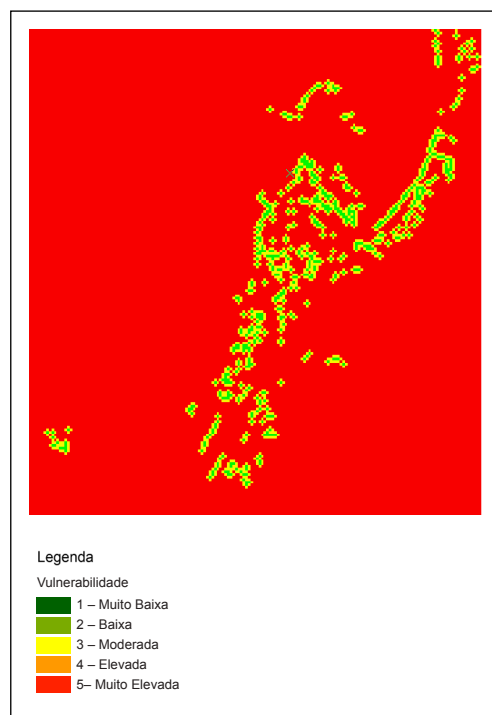 Legenda
Vulnerabilidade
1 – Muito Baixa
2 – Baixa
3 – Moderada
4 – Elevada
5– Muito Elevada